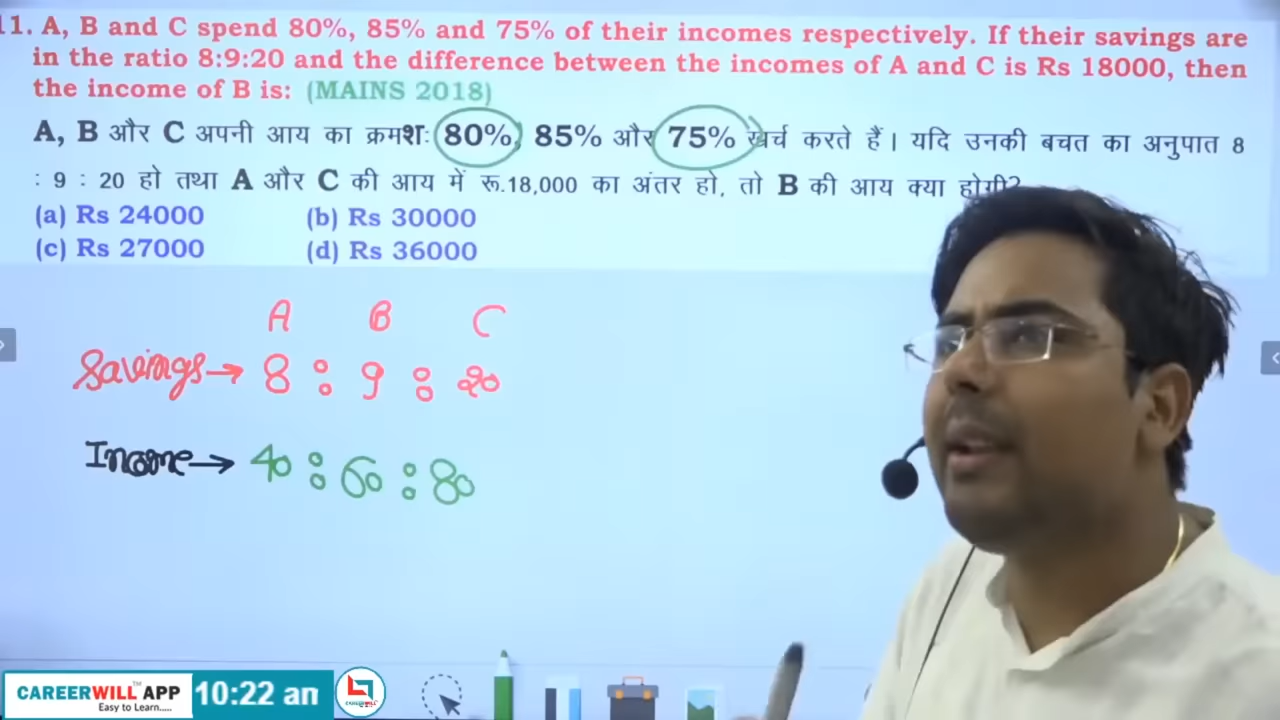 11. A, B and C spend 80%, 85% and 75% of their incomes respectively. If their savings are
in the ratio 8:9:20 and the difference between the incomes of A and C is Rs 18000, then
the income of B is: (MAINS 2018)
A, B और C अपनी आय का क्रमशः 80%, 85% और 75% खर्च करते हैं। यदि उनकी बचत का अनुपात 8
: 9 : 20 हो तथा A और C की आय में रू.18,000 का अंतर हो, तो B की आय क्या होगी?
(a) Rs 24000 (b) Rs 30000
(c) Rs 27000 (d) Rs 36000
A B C
Savings→ 8 : 9 : 20
Income→ 40 : 60 : 80
CAREERWILL™ APP
Easy to Learn.....
10:22 an
CAREERWILL